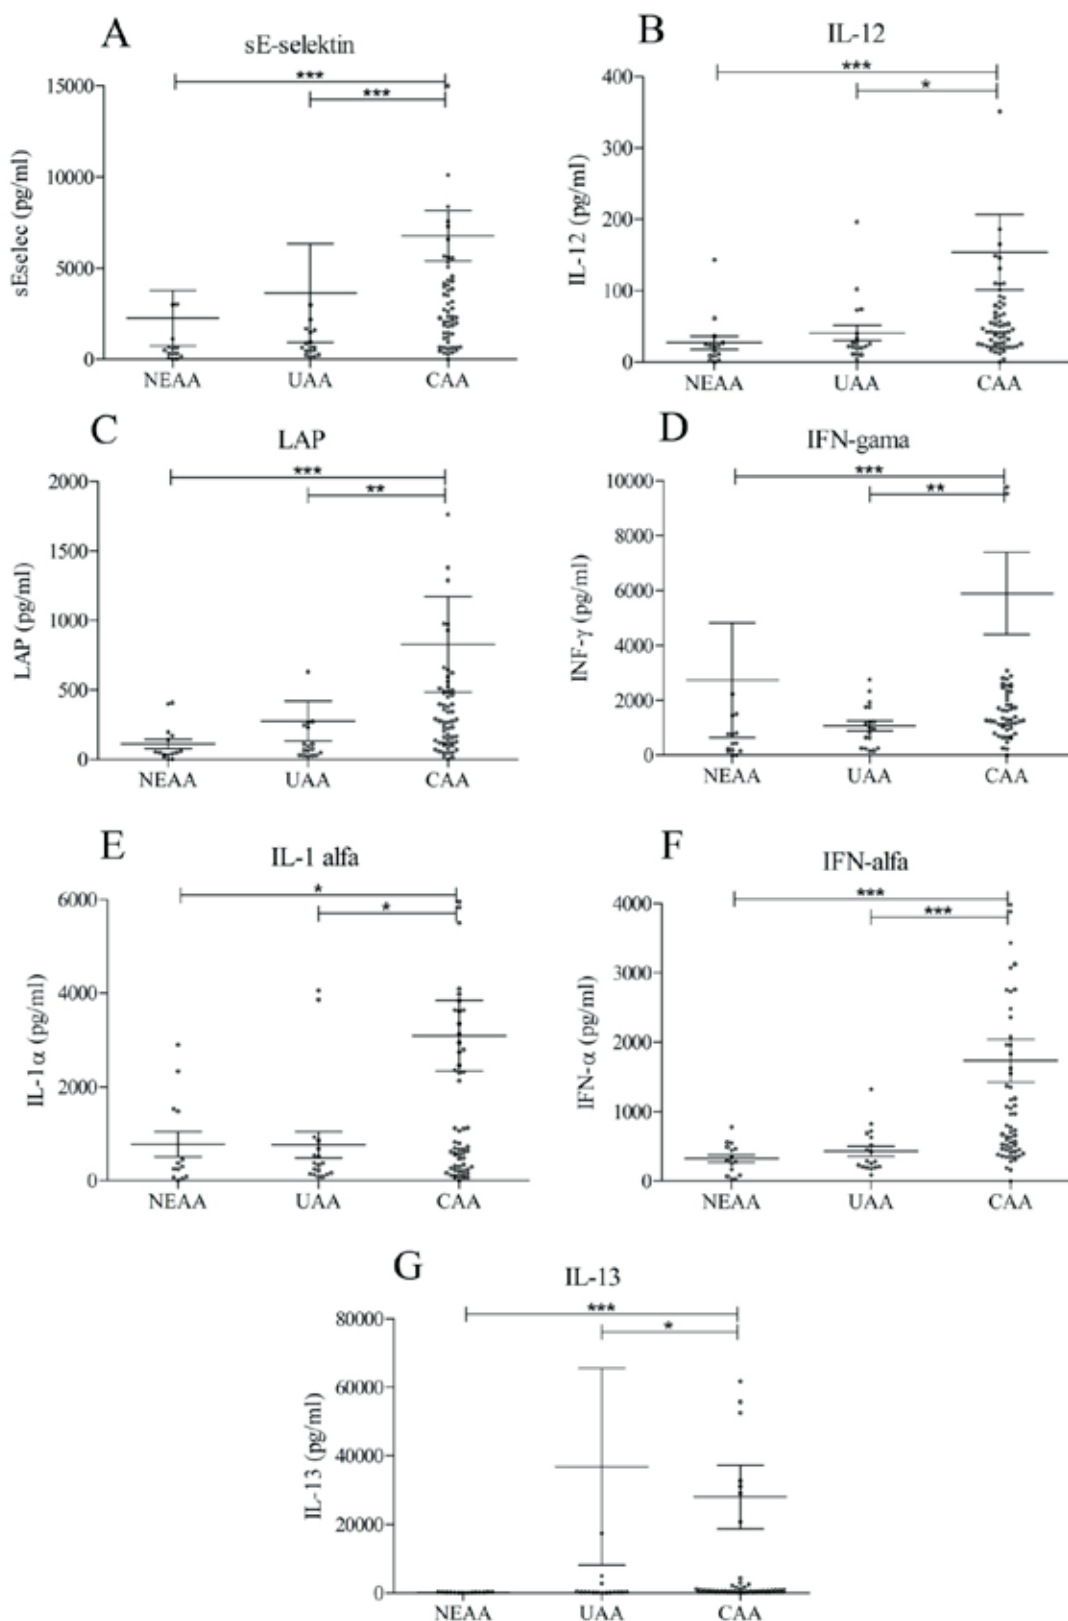 A
sE-selektin
***
***
sEselec (pg/ml)
15000
10000
5000
0
NEAA UAA CAA
B
IL-12
***
*
IL-12 (pg/ml)
400
300
200
100
0
NEAA UAA CAA
C
LAP
***
**
LAP (pg/ml)
2000
1500
1000
500
0
NEAA UAA CAA
D
IFN-gama
***
**
INF-γ (pg/ml)
10000
8000
6000
4000
2000
0
NEAA UAA CAA
E
IL-1 alfa
*
*
IL-1α (pg/ml)
6000
4000
2000
0
NEAA UAA CAA
F
IFN-alfa
***
***
IFN-α (pg/ml)
4000
3000
2000
1000
0
NEAA UAA CAA
G
IL-13
***
*
IL-13 (pg/ml)
80000
60000
40000
20000
0
NEAA UAA CAA